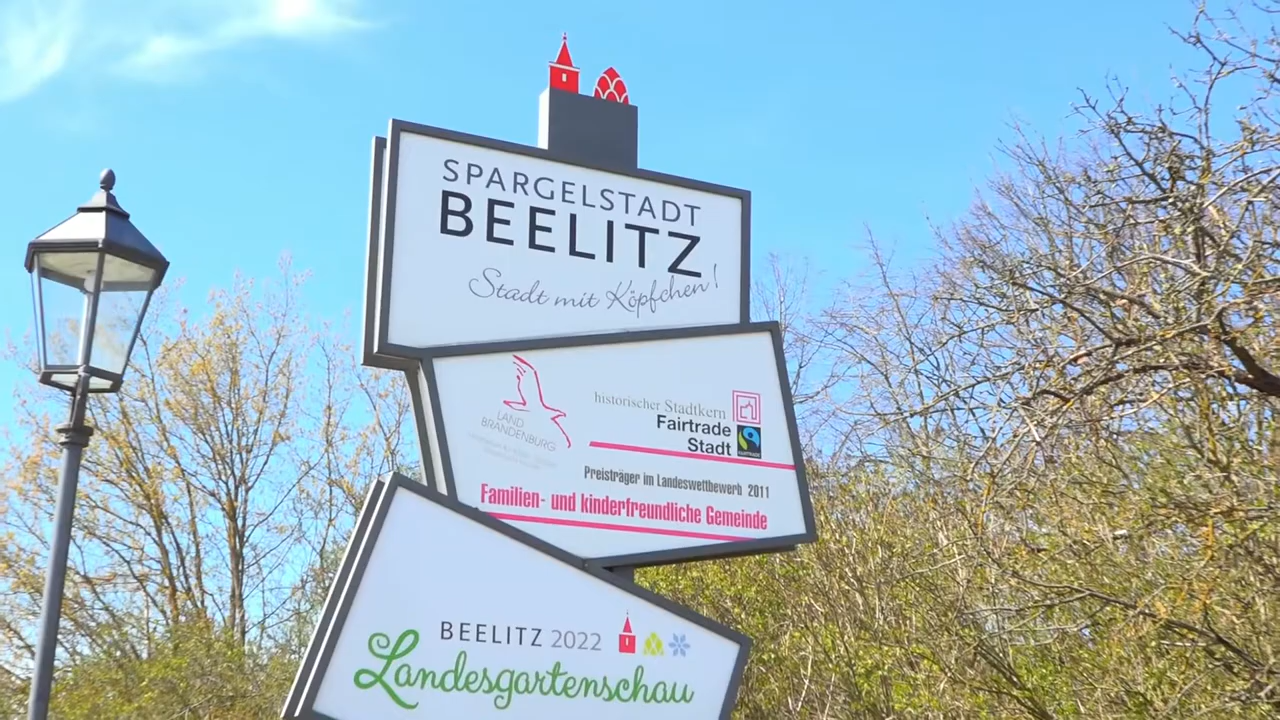 SPARGELSTADT
BEELITZ
Stadt mit Köpfchen!
LAND
BRANDENBURG
historischer Stadtkern
Fairtrade
Stadt
FAIRTRADE
Preisträger im Landeswettbewerb 2011
Familien- und kinderfreundliche Gemeinde
BEELITZ 2022
Landesgartenschau